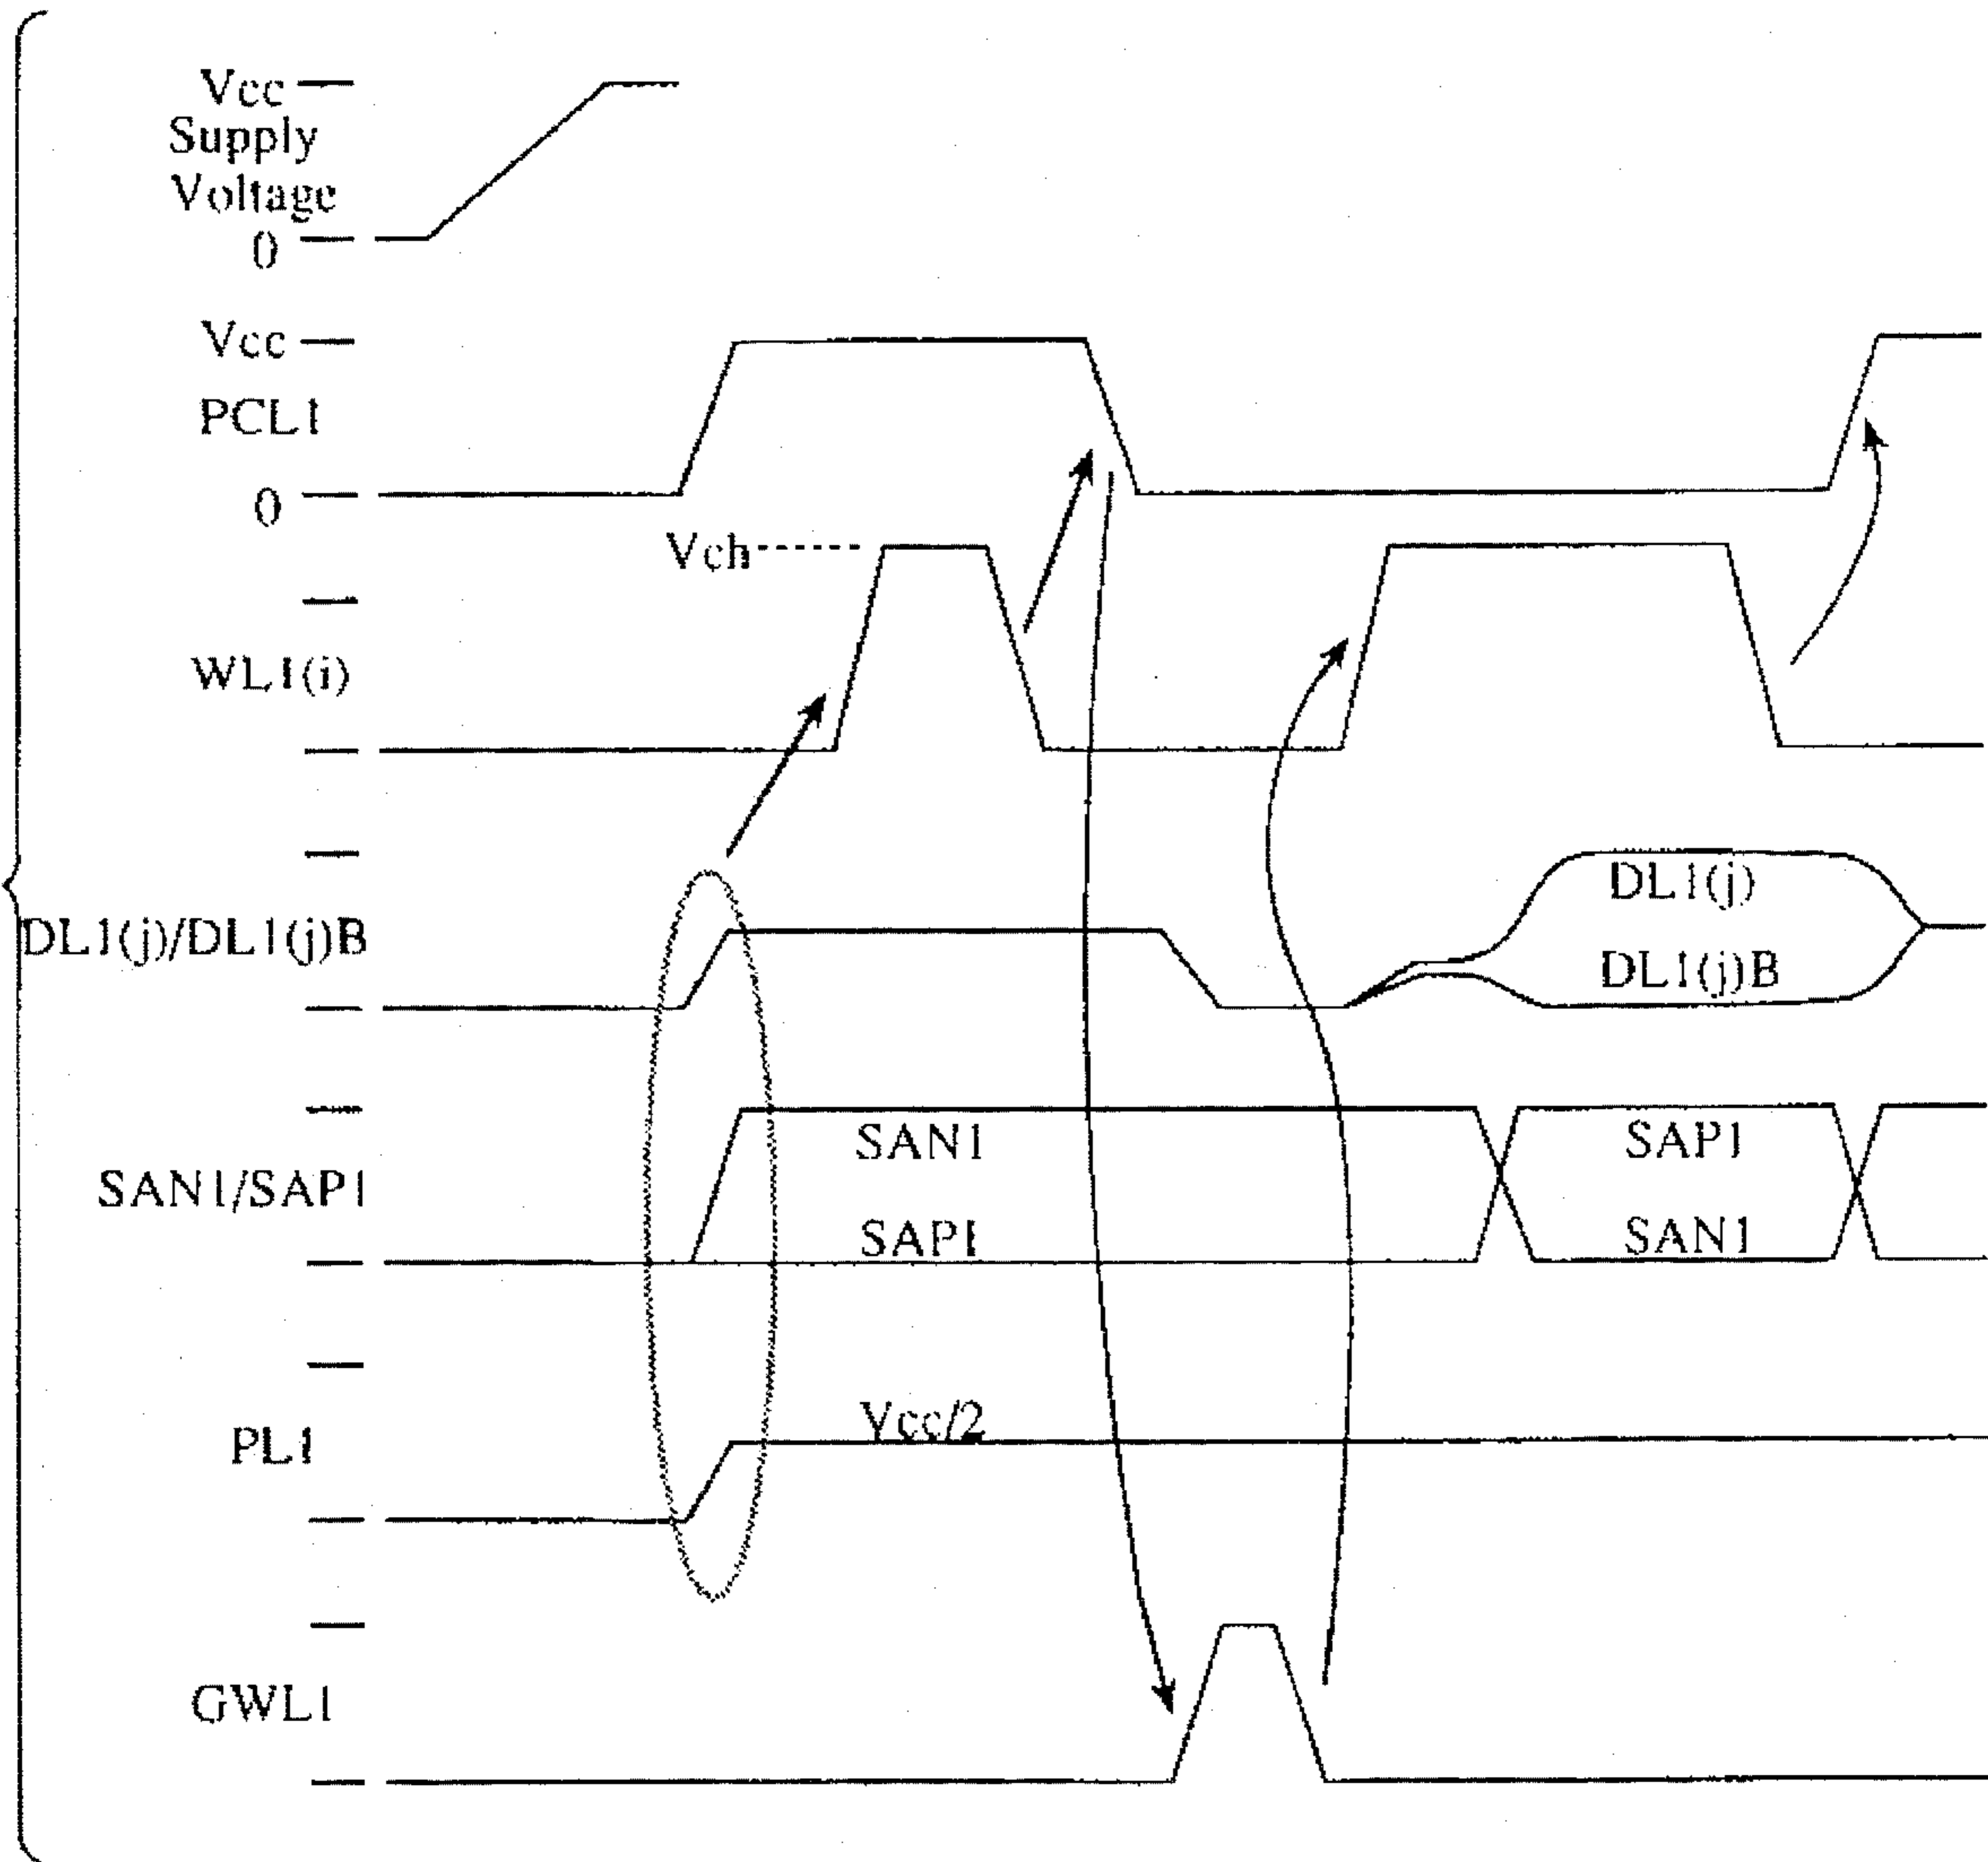 Vcc
Supply
Voltage
0
Vcc
PCL1
0
Vch
WL1(i)
DL1(j)
DL1(j)/DL1(j)B
DL1(j)B
SAN1
SAP1
SAN1/SAP1
SAP1
SAN1
Vcc/2
PL1
GWL1